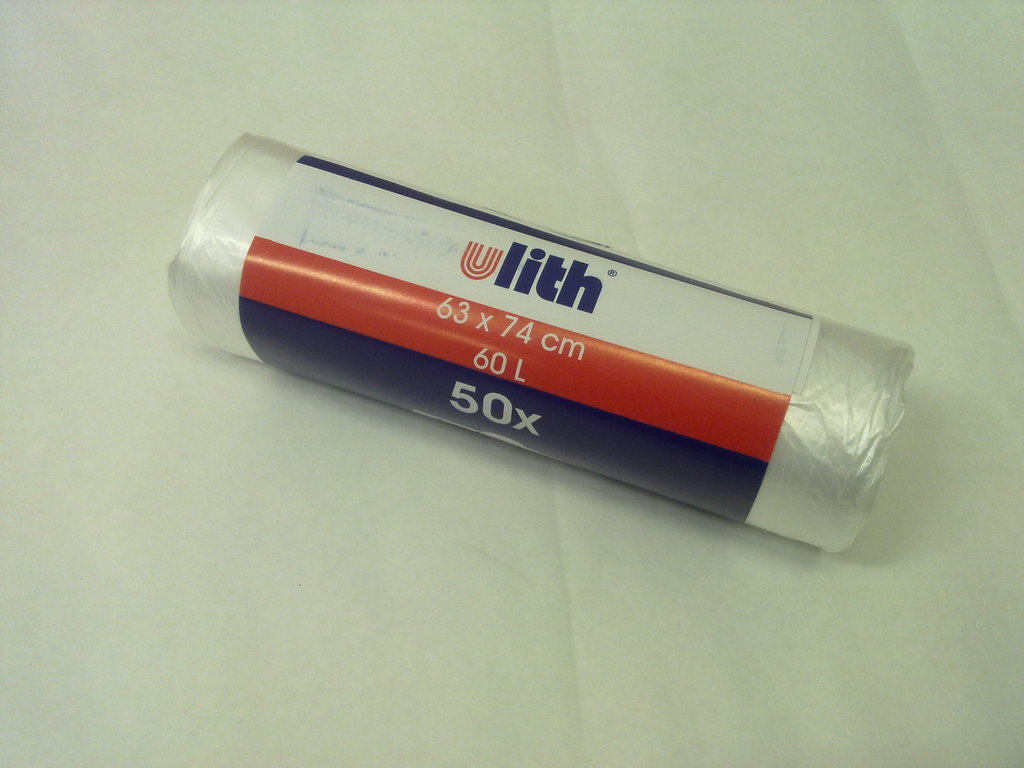 Ulith®
63 x 74 cm
60 L
50x